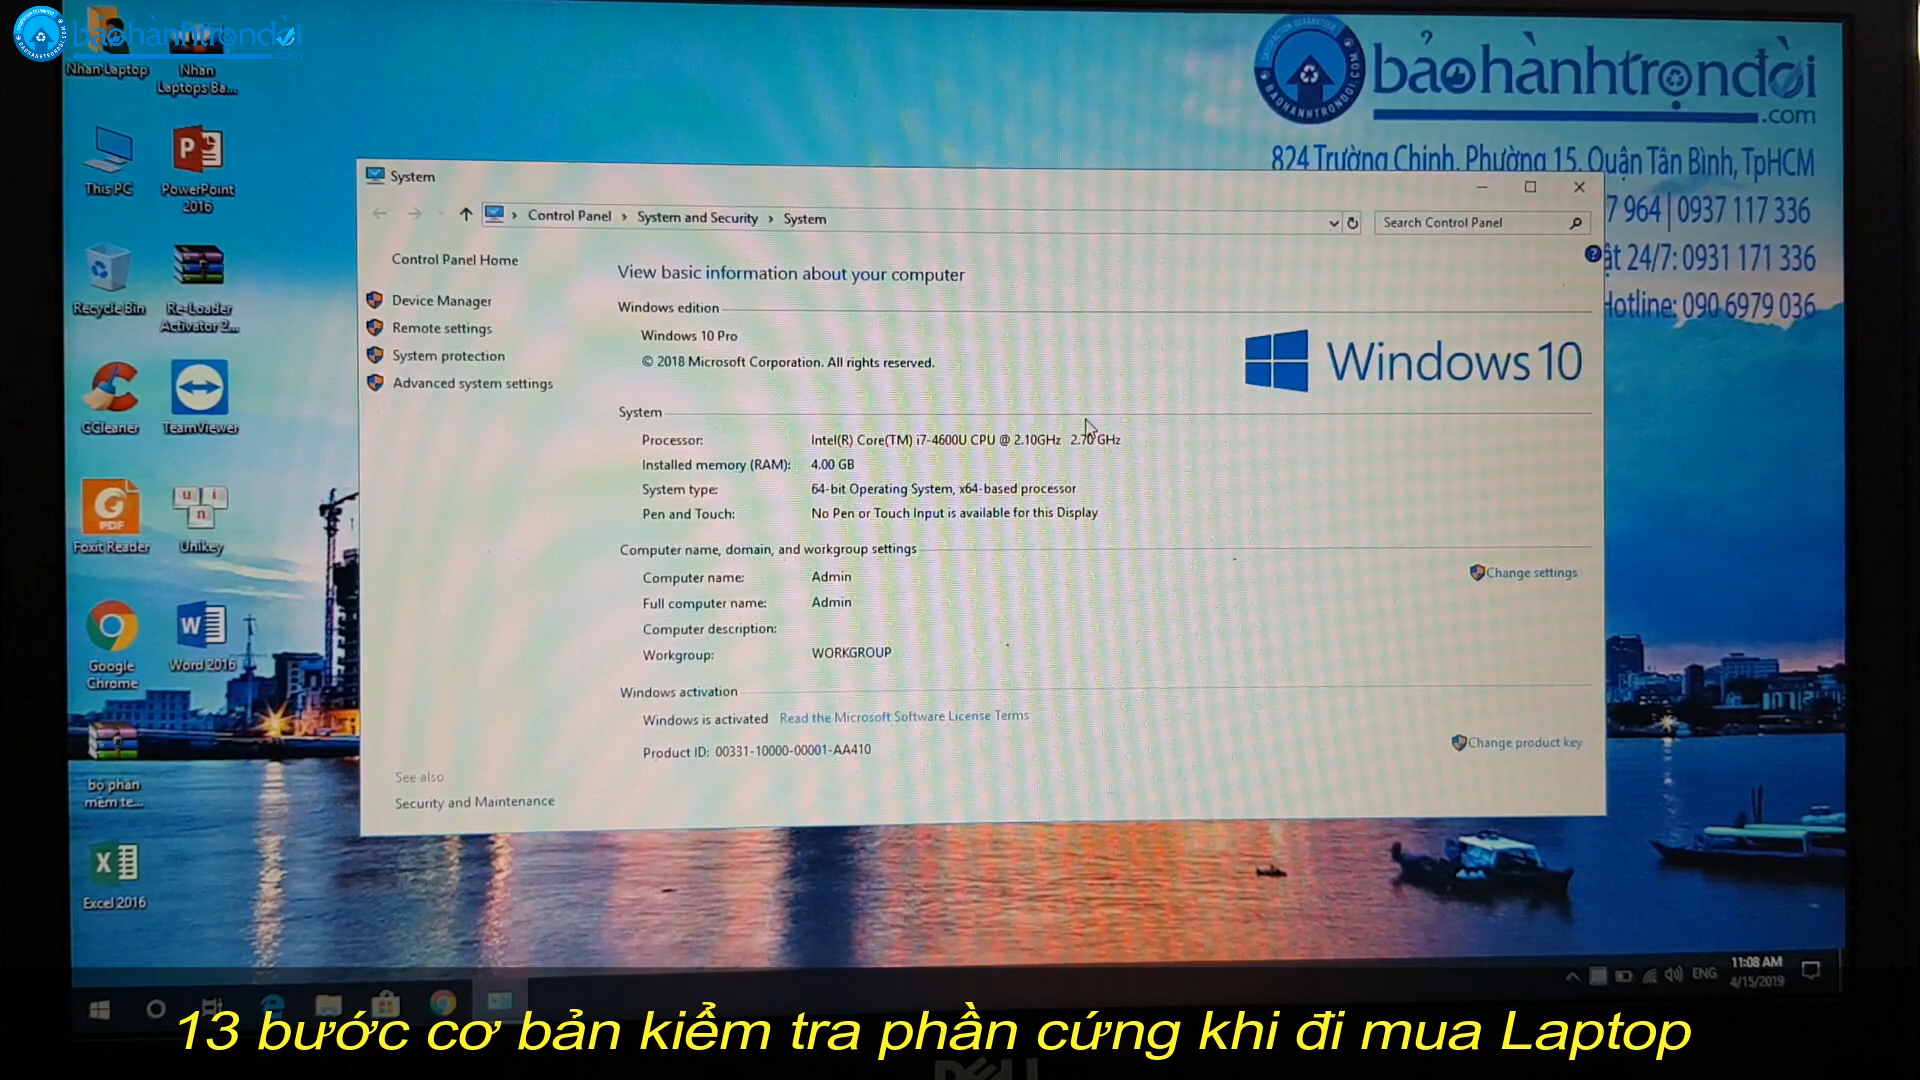 bảohànhtrọnđời
.com
Nhan Laptop
Nhan
Laptops Ba...
This PC
PowerPoint
2016
Recycle Bin
Re-Loader
Activator 2...
CCleaner
TeamViewer
Foxit Reader
Unikey
Google
Chrome
Word 2016
bộ phần
mềm te...
Excel 2016
bảohànhtrọnđời
.com
BAOHANHTRONDOI.COM
824 Trường Chinh, Phường 15, Quận Tân Bình, TpHCM
7 964 | 0937 117 336
ật 24/7: 0931 171 336
Hotline: 090 6979 036
System
Control Panel › System and Security › System
Search Control Panel
Control Panel Home
Device Manager
Remote settings
System protection
Advanced system settings
See also
Security and Maintenance
View basic information about your computer
Windows edition
Windows 10 Pro
© 2018 Microsoft Corporation. All rights reserved.
Windows 10
System
Processor: Intel(R) Core(TM) i7-4600U CPU @ 2.10GHz 2.70 GHz
Installed memory (RAM): 4.00 GB
System type: 64-bit Operating System, x64-based processor
Pen and Touch: No Pen or Touch Input is available for this Display
Computer name, domain, and workgroup settings
Computer name: Admin
Change settings
Full computer name: Admin
Computer description:
Workgroup: WORKGROUP
Windows activation
Windows is activated Read the Microsoft Software License Terms
Product ID: 00331-10000-00001-AA410
Change product key
ENG
11:08 AM
4/15/2019
13 bước cơ bản kiểm tra phần cứng khi đi mua Laptop
DELL